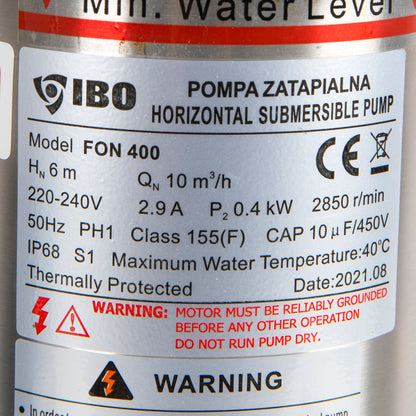 Min. Water Level
IBO
POMPA ZATAPIALNA
HORIZONTAL SUBMERSIBLE PUMP
Model FON 400
HN 6 m QN 10 m³/h
220-240V 2.9 A P2 0.4 kW 2850 r/min
50Hz PH1 Class 155(F) CAP 10 μF/450V
IP68 S1 Maximum Water Temperature:40℃
Thermally Protected Date:2021.08
CE
WARNING: MOTOR MUST BE RELIABLY GROUNDED
BEFORE ANY OTHER OPERATION
DO NOT RUN PUMP DRY.
WARNING
• In order